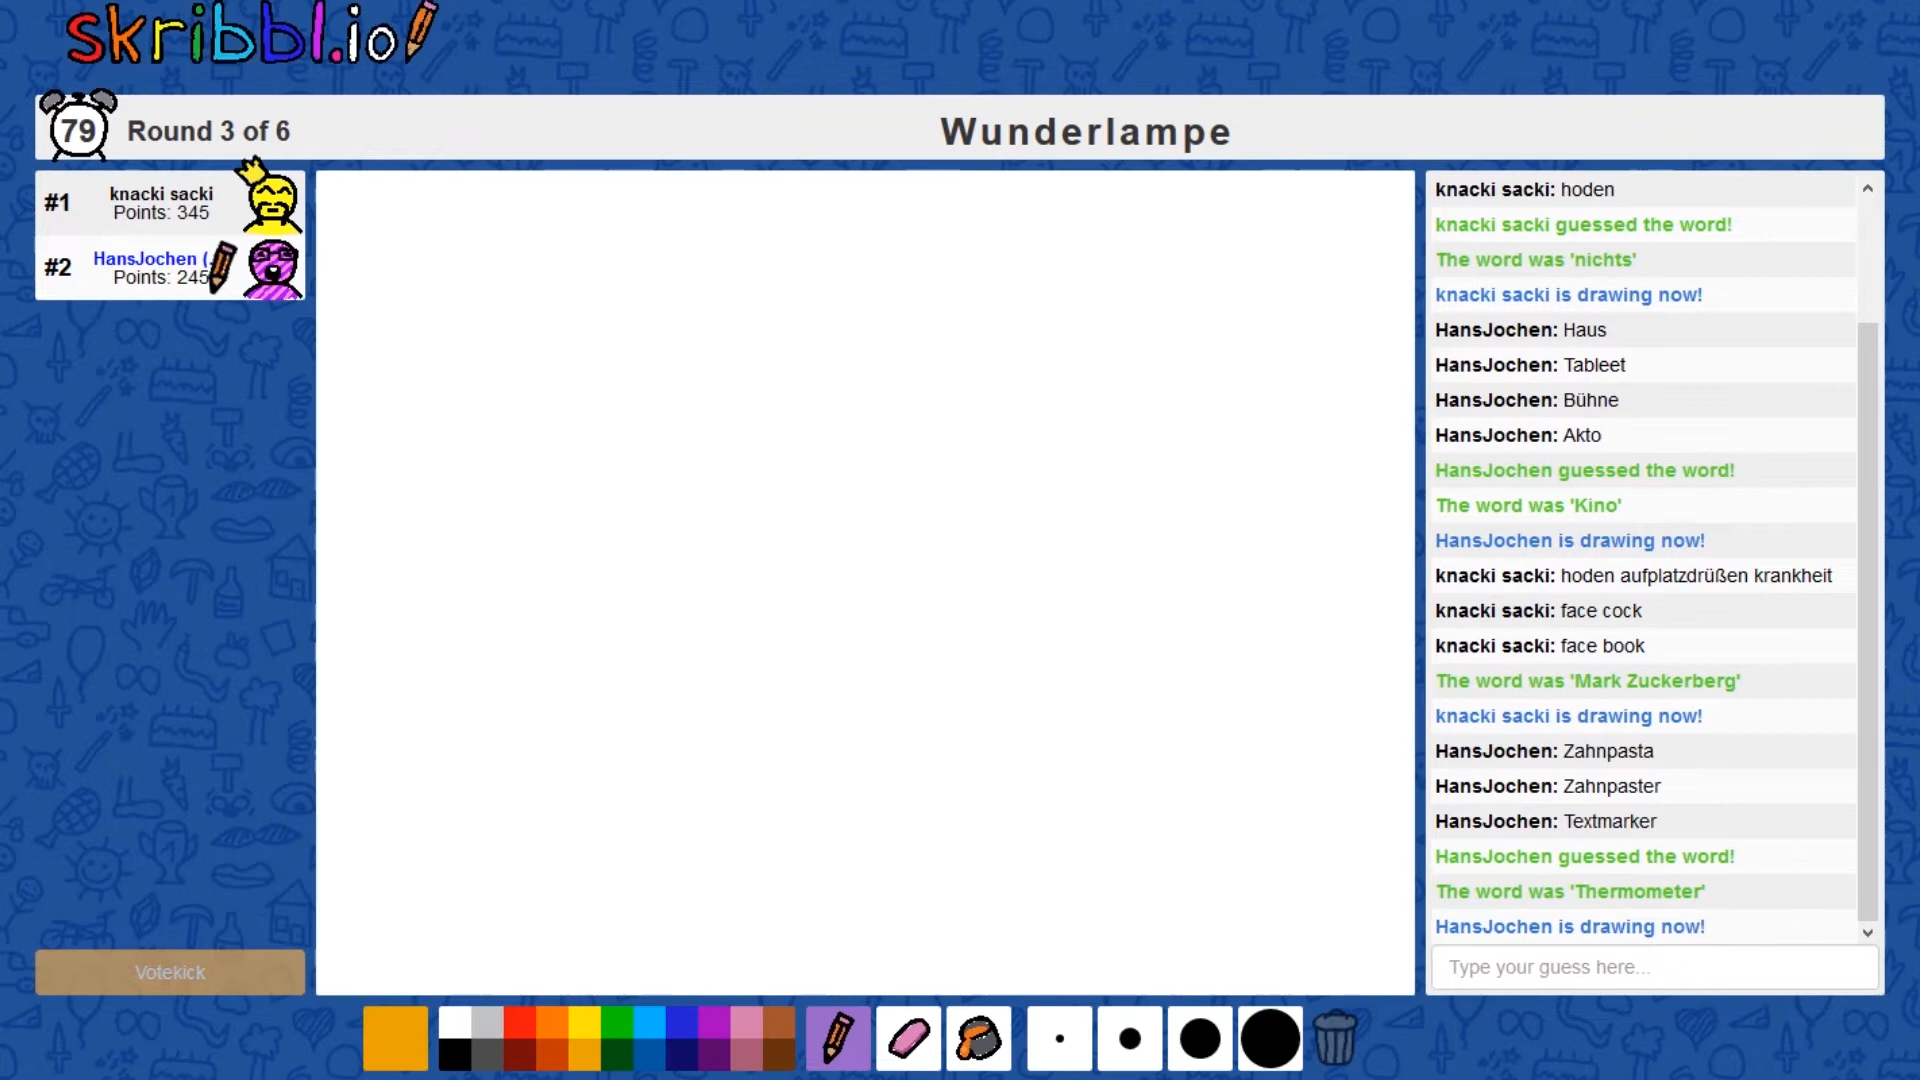 skribbl.io
79
Round 3 of 6
Wunderlampe
#1
knacki sacki
Points: 345
#2
HansJochen (
Points: 245
knacki sacki: hoden
knacki sacki guessed the word!
The word was 'nichts'
knacki sacki is drawing now!
HansJochen: Haus
HansJochen: Tableet
HansJochen: Bühne
HansJochen: Akto
HansJochen guessed the word!
The word was 'Kino'
HansJochen is drawing now!
knacki sacki: hoden aufplatzdrüßen krankheit
knacki sacki: face cock
knacki sacki: face book
The word was 'Mark Zuckerberg'
knacki sacki is drawing now!
HansJochen: Zahnpasta
HansJochen: Zahnpaster
HansJochen: Textmarker
HansJochen guessed the word!
The word was 'Thermometer'
HansJochen is drawing now!
Type your guess here...
Votekick